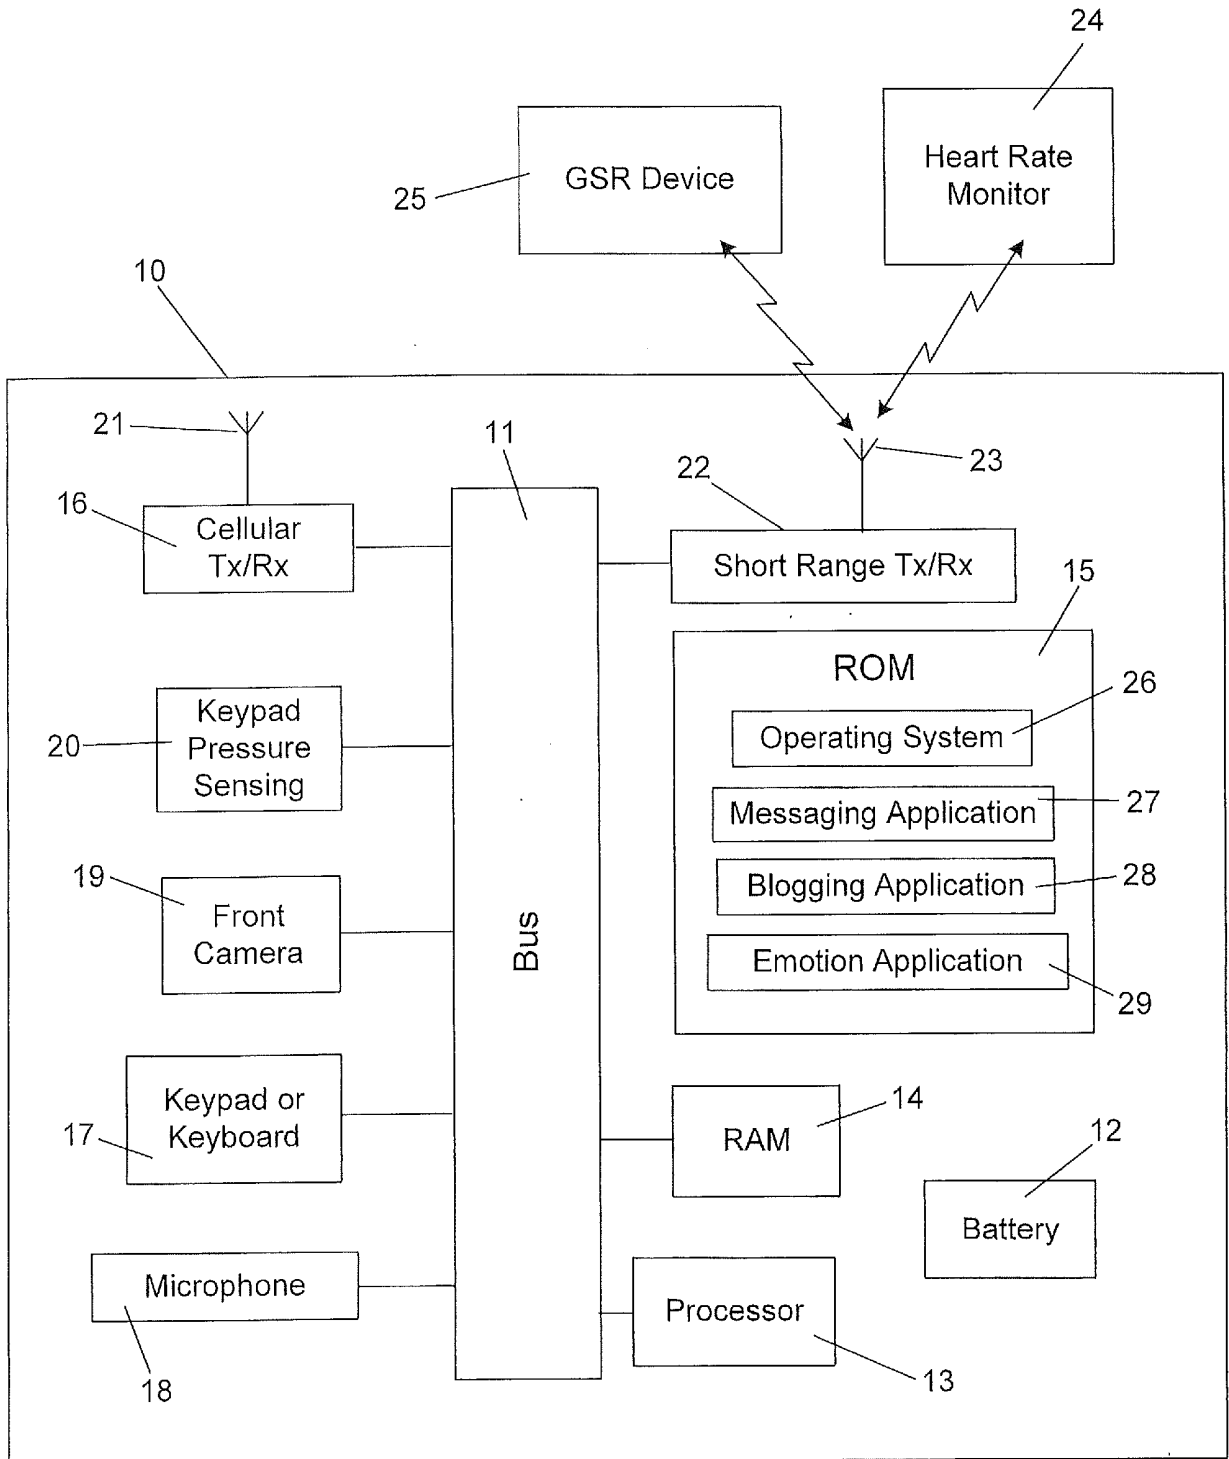 24
GSR Device
25
Heart Rate
Monitor
10
21
11
23
22
16
Cellular
Tx/Rx
Short Range Tx/Rx
15
ROM
26
Operating System
Keypad
Pressure
Sensing
20
27
Messaging Application
28
Blogging Application
19
Front
Camera
Emotion Application
29
Bus
Keypad or
Keyboard
17
14
RAM
12
Battery
Microphone
18
Processor
13